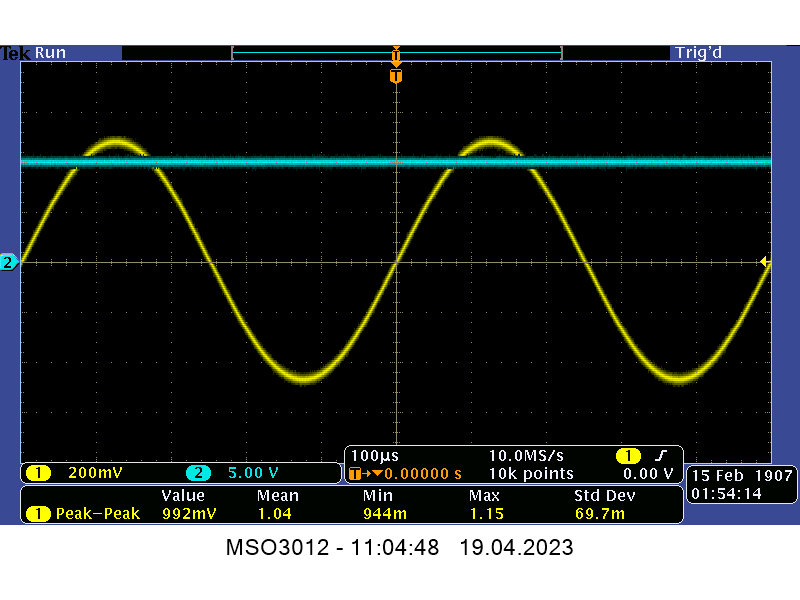 Tek Run Trig'd
T
T
2
100µs 10.0MS/s 1
1 200mV 2 5.00 V T→▼0.00000 s 10k points 0.00 V
15 Feb 1907
01:54:14
Value Mean Min Max Std Dev
1 Peak−Peak 992mV 1.04 944m 1.15 69.7m
MSO3012 - 11:04:48 19.04.2023